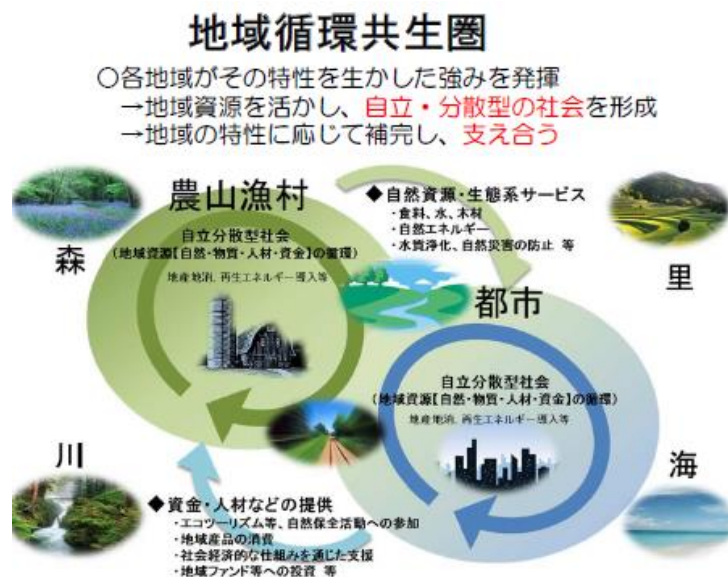 地域循環共生圏
○各地域がその特性を生かした強みを発揮
→地域資源を活かし、自立・分散型の社会を形成
→地域の特性に応じて補完し、支え合う
農山漁村
自立分散型社会
(地域資源【自然・物質・人材・資金】の循環)
地産地消、再生エネルギー導入等
森
◆自然資源・生態系サービス
・食料、水、木材
・自然エネルギー
・水質浄化、自然災害の防止 等
里
都市
自立分散型社会
(地域資源【自然・物質・人材・資金】の循環)
地産地消、再生エネルギー導入等
川
◆資金・人材などの提供
・エコツーリズム等、自然保全活動への参加
・地域産品の消費
・社会経済的な仕組みを通じた支援
・地域ファンド等への投資 等
海